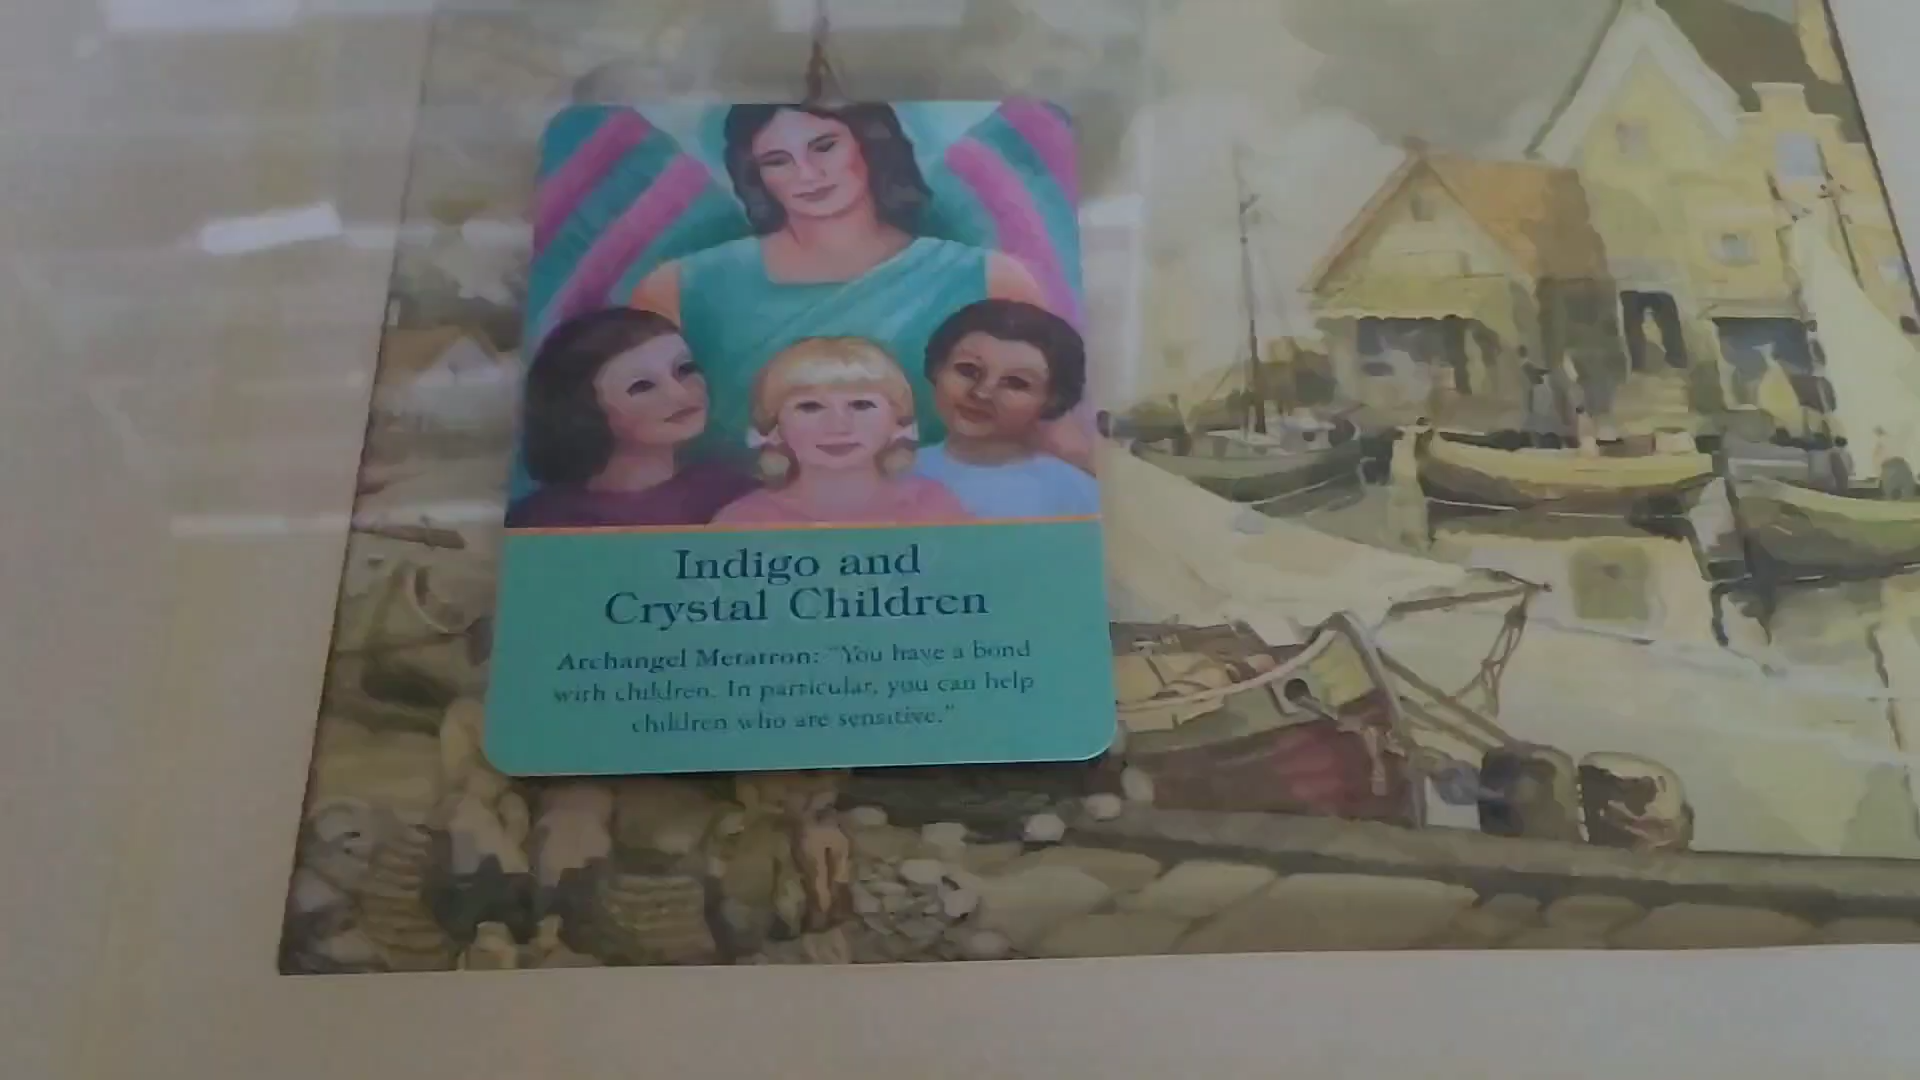 Indigo and
Crystal Children
Archangel Metatron: "You have a bond
with children. In particular, you can help
children who are sensitive."